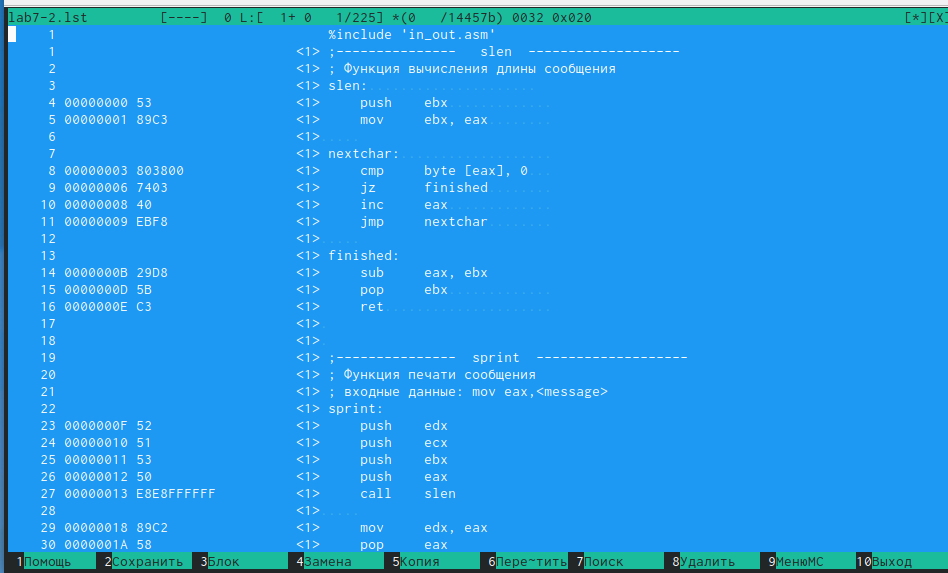 lab7-2.lst [----] 0 L:[ 1+ 0 1/225] *(0 /14457b) 0032 0x020 [*][X]
1 %include 'in_out.asm'
1 <1> ;--------------- slen -------------------
2 <1> ; Функция вычисления длины сообщения
3 <1> slen:
4 00000000 53 <1> push ebx
5 00000001 89C3 <1> mov ebx, eax
6 <1>
7 <1> nextchar:
8 00000003 803800 <1> cmp byte [eax], 0
9 00000006 7403 <1> jz finished
10 00000008 40 <1> inc eax
11 00000009 EBF8 <1> jmp nextchar
12 <1>
13 <1> finished:
14 0000000B 29D8 <1> sub eax, ebx
15 0000000D 5B <1> pop ebx
16 0000000E C3 <1> ret
17 <1>
18 <1>
19 <1> ;--------------- sprint -------------------
20 <1> ; Функция печати сообщения
21 <1> ; входные данные: mov eax,<message>
22 <1> sprint:
23 0000000F 52 <1> push edx
24 00000010 51 <1> push ecx
25 00000011 53 <1> push ebx
26 00000012 50 <1> push eax
27 00000013 E8E8FFFFFF <1> call slen
28 <1>
29 00000018 89C2 <1> mov edx, eax
30 0000001A 58 <1> pop eax
1Помощь 2Сохранить 3Блок 4Замена 5Копия 6Пере~тить 7Поиск 8Удалить 9МенюMC 10Выход